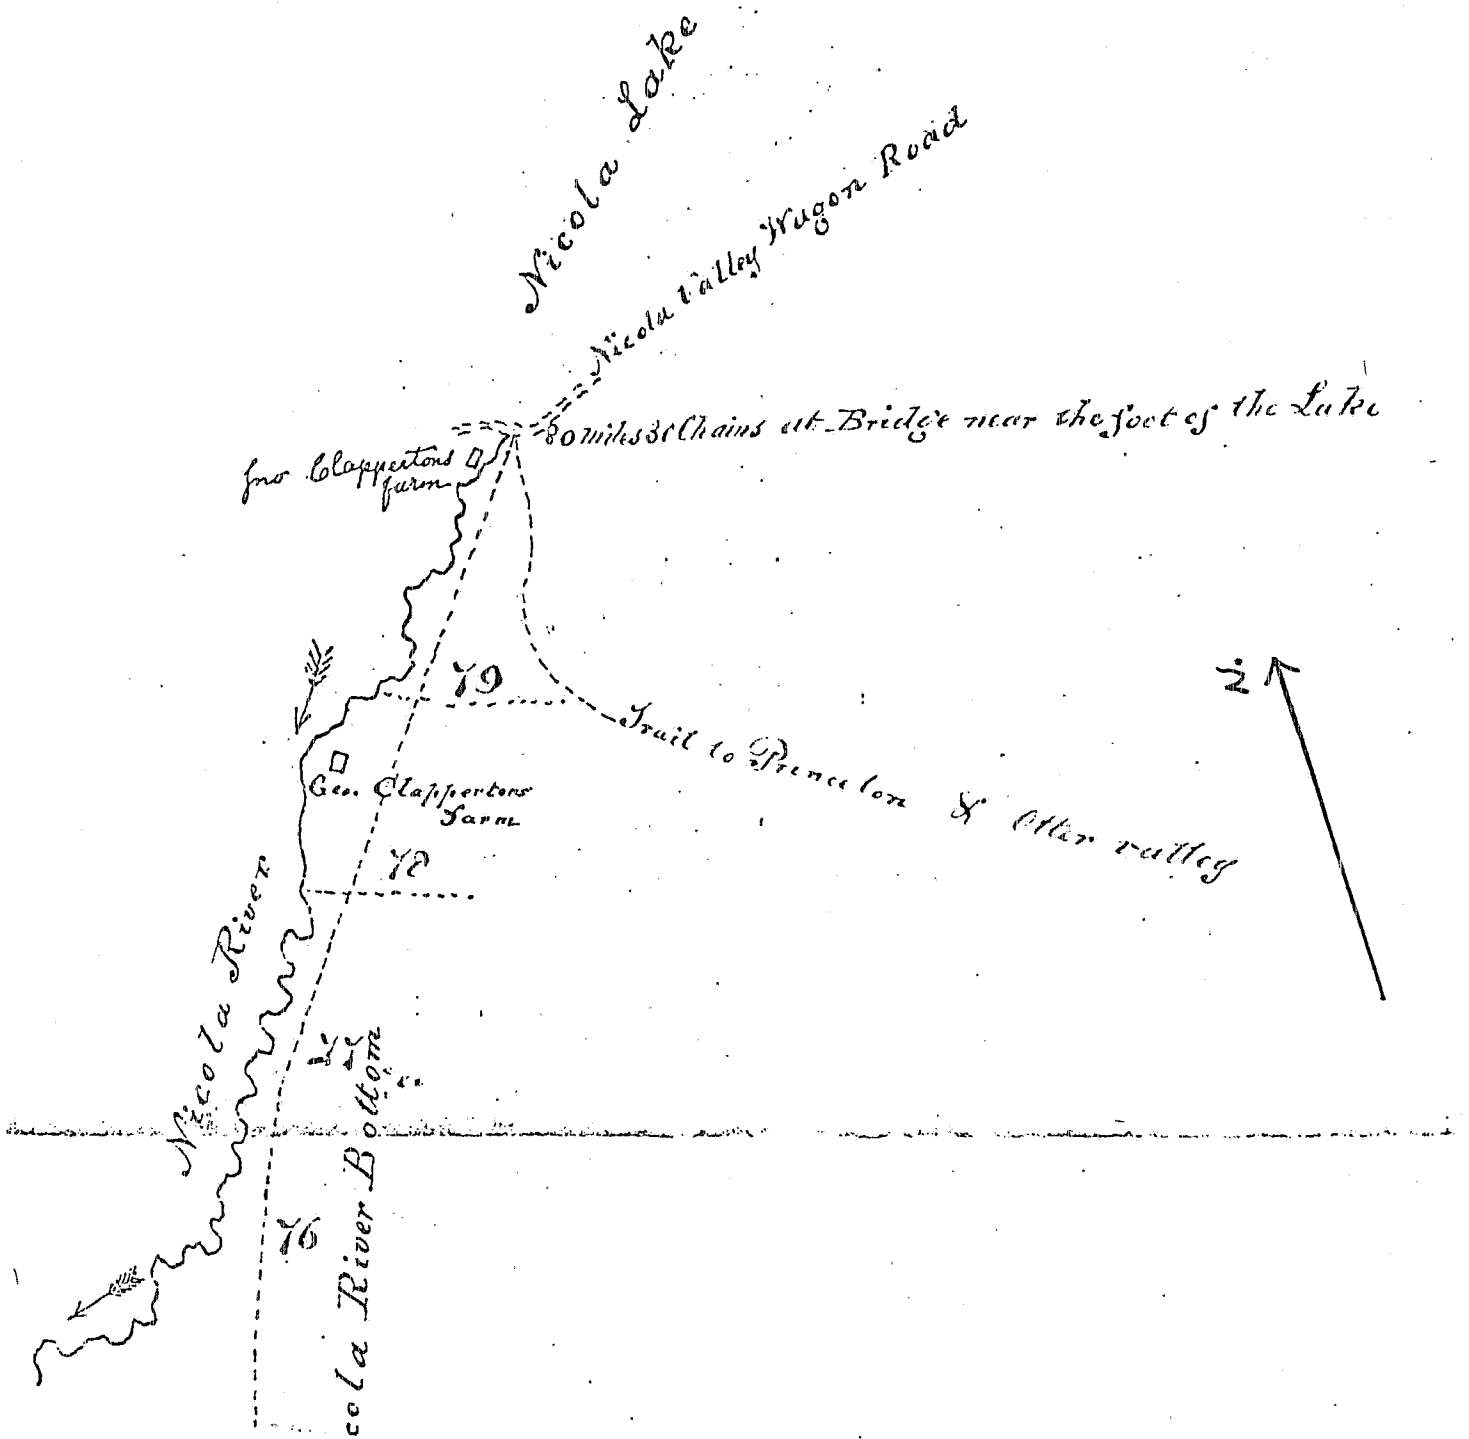 Nicola Lake
Nicola Valley Wagon Road
80 miles 30 Chains at Bridge near the foot of the Lake
Jno Clappertons
farm
79
Trail to Princeton & Otter valley
N
Geo. Clappertons
farm
78
Nicola River
77
cola River Bottom
76